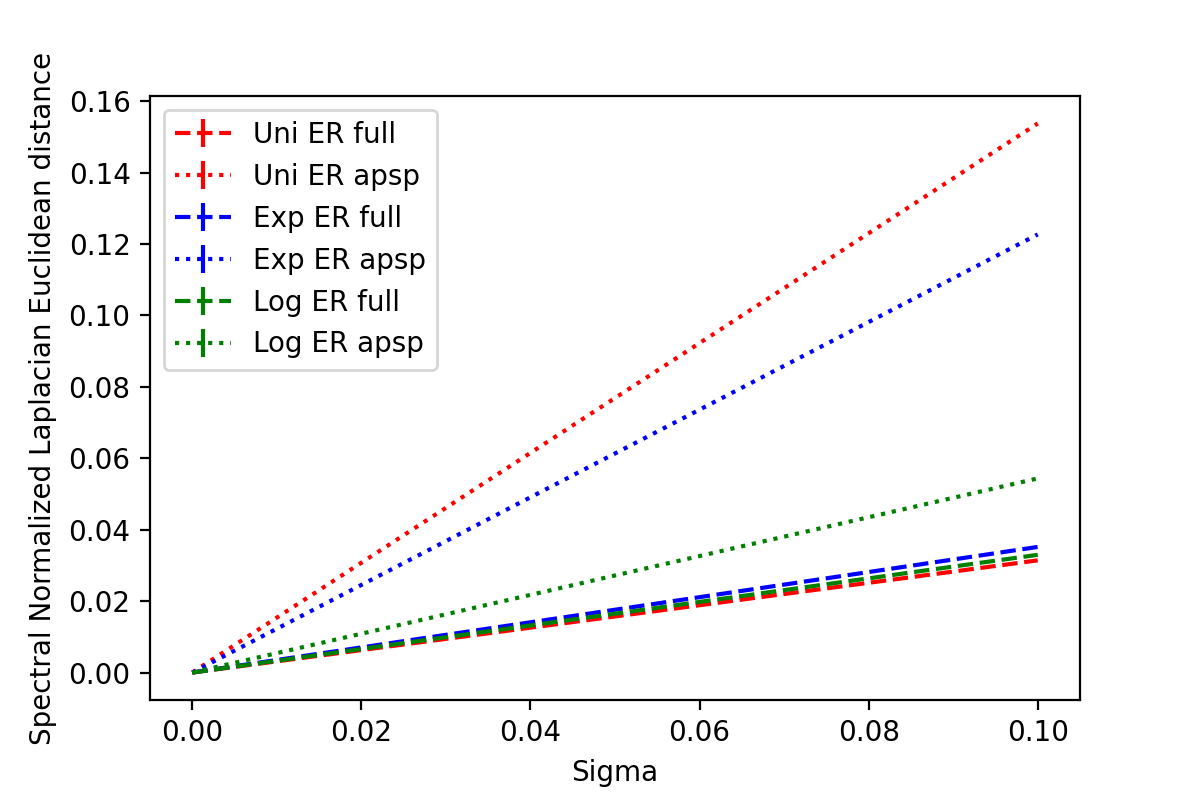 Spectral Normalized Laplacian Euclidean distance
0.16
0.14
0.12
0.10
0.08
0.06
0.04
0.02
0.00
Uni ER full
Uni ER apsp
Exp ER full
Exp ER apsp
Log ER full
Log ER apsp
0.00 0.02 0.04 0.06 0.08 0.10
Sigma